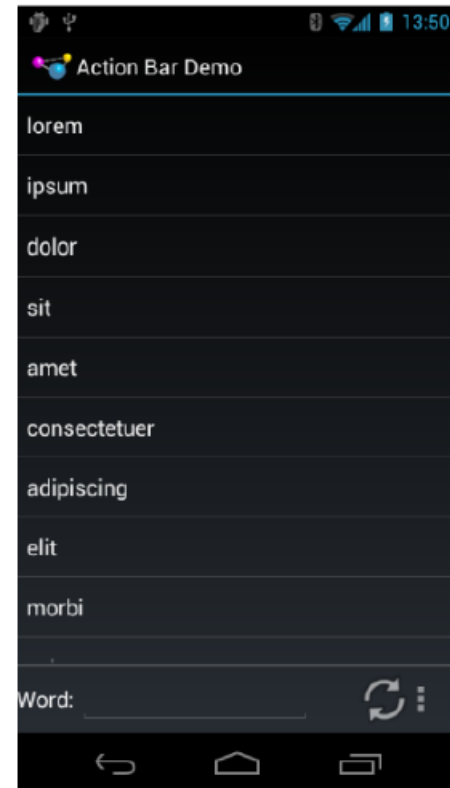 13:50
Action Bar Demo
lorem
ipsum
dolor
sit
amet
consectetuer
adipiscing
elit
morbi
Word: